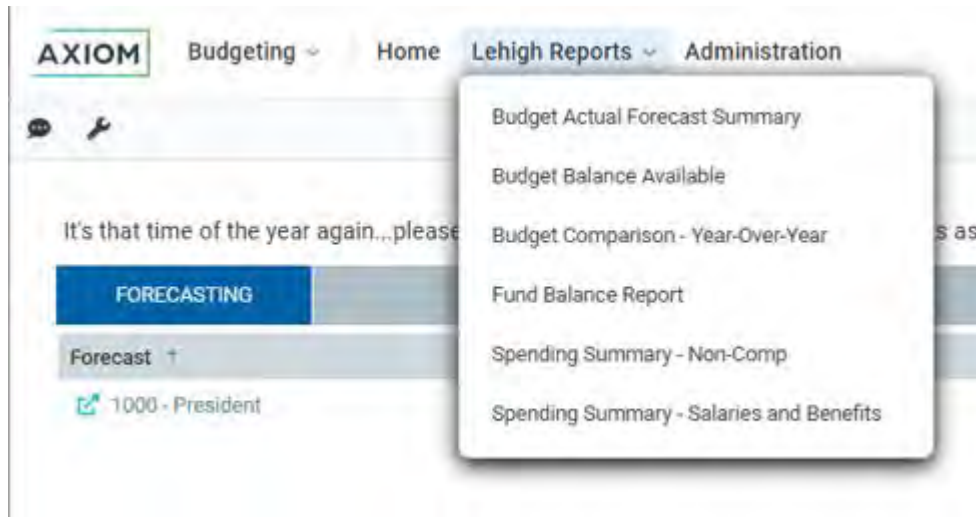 AXIOM Budgeting Home Lehigh Reports Administration
Budget Actual Forecast Summary
Budget Balance Available
It's that time of the year again...please
Budget Comparison - Year-Over-Year
s as
FORECASTING
Fund Balance Report
Forecast ↑
Spending Summary - Non-Comp
1000 - President
Spending Summary - Salaries and Benefits